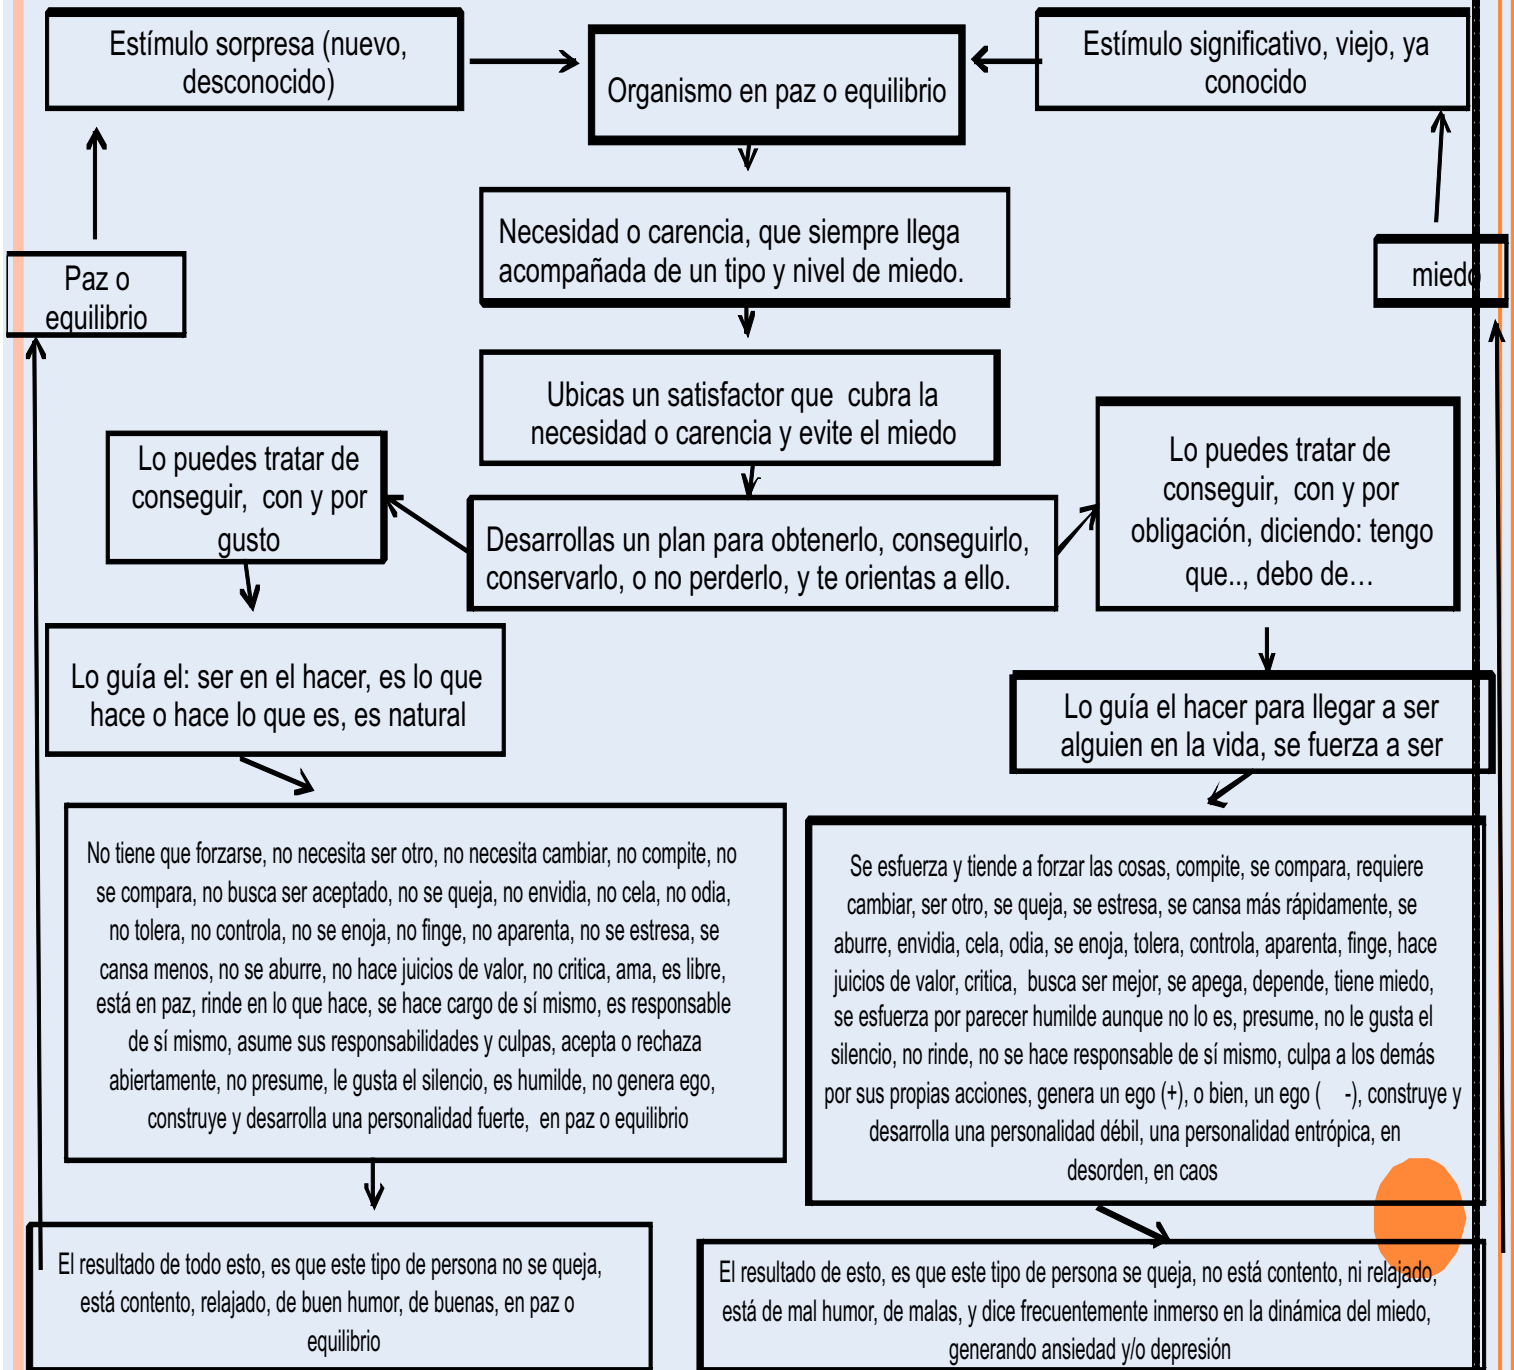 Estímulo sorpresa (nuevo,
desconocido)
Organismo en paz o equilibrio
Estímulo significativo, viejo, ya
conocido
Necesidad o carencia, que siempre llega
acompañada de un tipo y nivel de miedo.
Paz o
equilibrio
miedo
Ubicas un satisfactor que cubra la
necesidad o carencia y evite el miedo
Lo puedes tratar de
conseguir, con y por
gusto
Desarrollas un plan para obtenerlo, conseguirlo,
conservarlo, o no perderlo, y te orientas a ello.
Lo puedes tratar de
conseguir, con y por
obligación, diciendo: tengo
que.., debo de…
Lo guía el: ser en el hacer, es lo que
hace o hace lo que es, es natural
Lo guía el hacer para llegar a ser
alguien en la vida, se fuerza a ser
No tiene que forzarse, no necesita ser otro, no necesita cambiar, no compite, no
se compara, no busca ser aceptado, no se queja, no envidia, no cela, no odia,
no tolera, no controla, no se enoja, no finge, no aparenta, no se estresa, se
cansa menos, no se aburre, no hace juicios de valor, no critica, ama, es libre,
está en paz, rinde en lo que hace, se hace cargo de sí mismo, es responsable
de sí mismo, asume sus responsabilidades y culpas, acepta o rechaza
abiertamente, no presume, le gusta el silencio, es humilde, no genera ego,
construye y desarrolla una personalidad fuerte, en paz o equilibrio
Se esfuerza y tiende a forzar las cosas, compite, se compara, requiere
cambiar, ser otro, se queja, se estresa, se cansa más rápidamente, se
aburre, envidia, cela, odia, se enoja, tolera, controla, aparenta, finge, hace
juicios de valor, critica, busca ser mejor, se apega, depende, tiene miedo,
se esfuerza por parecer humilde aunque no lo es, presume, no le gusta el
silencio, no rinde, no se hace responsable de sí mismo, culpa a los demás
por sus propias acciones, genera un ego (+), o bien, un ego ( -), construye y
desarrolla una personalidad débil, una personalidad entrópica, en
desorden, en caos
El resultado de todo esto, es que este tipo de persona no se queja,
está contento, relajado, de buen humor, de buenas, en paz o
equilibrio
El resultado de esto, es que este tipo de persona se queja, no está contento, ni relajado,
está de mal humor, de malas, y dice frecuentemente inmerso en la dinámica del miedo,
generando ansiedad y/o depresión